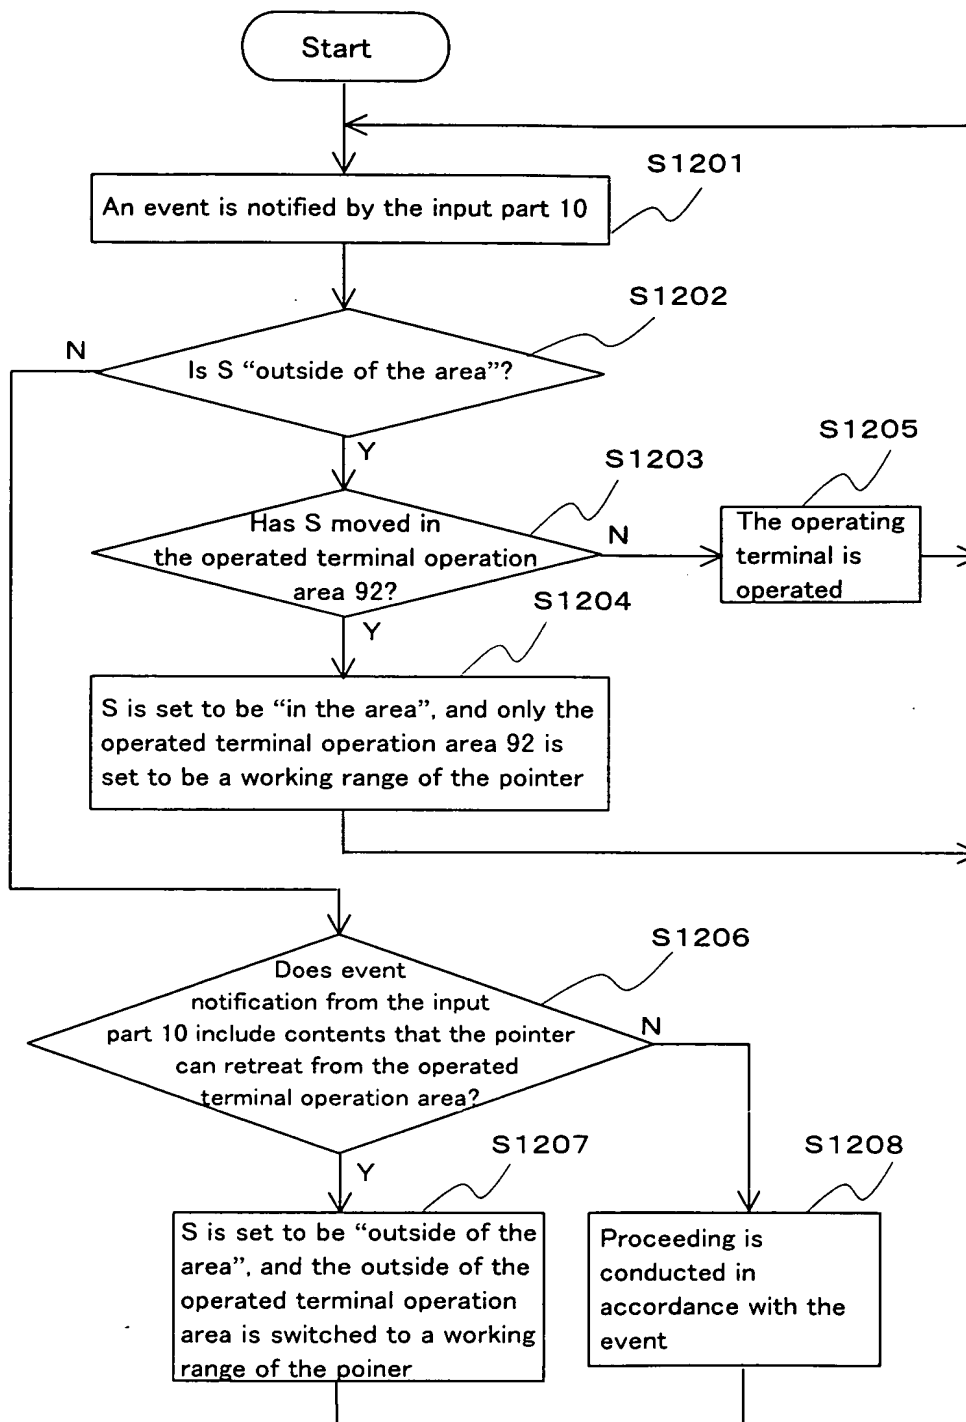 Start
S1201
An event is notified by the input part 10
S1202
N
Is S “outside of the area”?
Y
S1203
S1205
Has S moved in
the operated terminal operation
area 92?
N
The operating
terminal is
operated
Y
S1204
S is set to be “in the area”, and only the
operated terminal operation area 92 is
set to be a working range of the pointer
S1206
Does event
notification from the input
part 10 include contents that the pointer
can retreat from the operated
terminal operation area?
N
Y
S1207
S1208
S is set to be “outside of the
area”, and the outside of the
operated terminal operation
area is switched to a working
range of the poiner
Proceeding is
conducted in
accordance with the
event